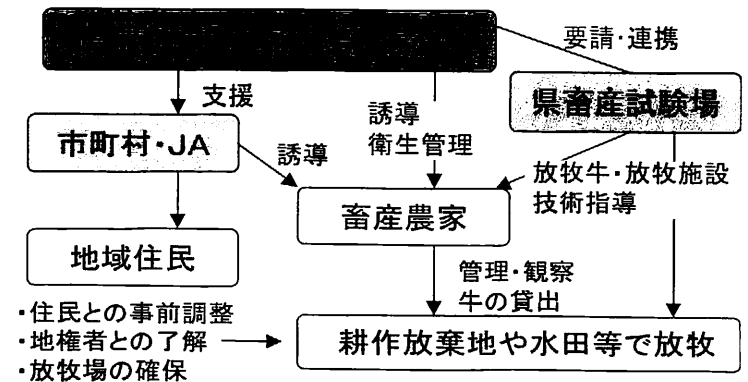 要請・連携
県畜産試験場
支援
市町村・JA
誘導
誘導
衛生管理
放牧牛・放牧施設
技術指導
畜産農家
地域住民
管理・観察
牛の貸出
・住民との事前調整
・地権者との了解
・放牧場の確保
耕作放棄地や水田等で放牧